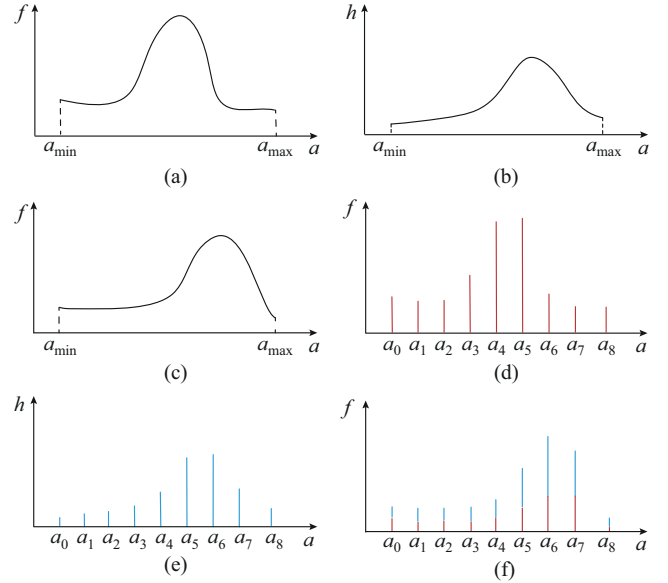 f h
a_min a_max a a_min a_max a
(a) (b)
f f
a_min a_max a a_0 a_1 a_2 a_3 a_4 a_5 a_6 a_7 a_8 a
(c) (d)
h f
a_0 a_1 a_2 a_3 a_4 a_5 a_6 a_7 a_8 a a_0 a_1 a_2 a_3 a_4 a_5 a_6 a_7 a_8 a
(e) (f)